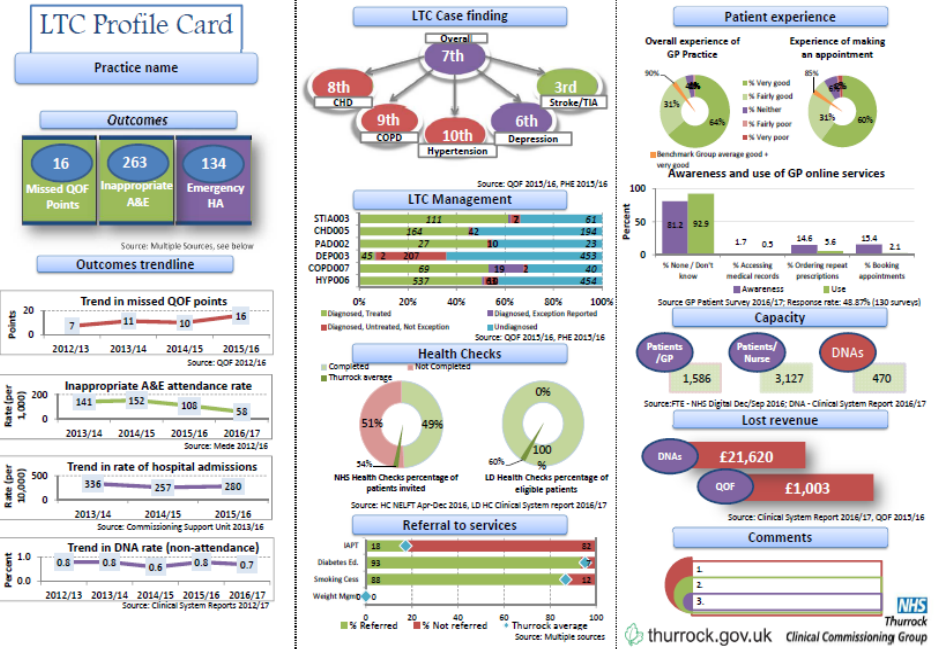 LTC Profile Card
Practice name
Outcomes
16
Missed QOF
Points
263
Inappropriate
A&E
134
Emergency
HA
Source: Multiple Sources, see below
Outcomes trendline
Trend in missed QOF points
Points
20
0
7
11
10
16
2012/13 2013/14 2014/15 2015/16
Source: QOF 2012/16
Inappropriate A&E attendance rate
Rate (per
1,000)
200
0
141
152
108
58
2013/14 2014/15 2015/16 2016/17
Source: Mede 2012/16
Trend in rate of hospital admissions
Rate (per
10,000)
500
0
336
257
280
2013/14 2014/15 2015/16
Source: Commissioning Support Unit 2013/16
Trend in DNA rate (non-attendance)
Percent
1.0
0.0
0.8
0.8
0.6
0.8
0.7
2012/13 2013/14 2014/15 2015/16 2016/17
Source: Clinical System Reports 2012/17
LTC Case finding
Overall
7th
8th
CHD
9th
COPD
10th
Hypertension
6th
Depression
3rd
Stroke/TIA
Source: QOF 2015/16, PHE 2015/16
LTC Management
STIA003 111 7 61
CHD005 164 42 194
PAD002 27 10 23
DEP003 45 2 207 453
COPD007 69 19 2 40
HYP006 537 454
0% 20% 40% 60% 80% 100%
Diagnosed, Treated
Diagnosed, Exception Reported
Diagnosed, Untreated, Not Exception
Undiagnosed
Source: QOF 2015/16, PHE 2015/16
Health Checks
Completed
Not Completed
Thurrock average
51%
49%
54%
NHS Health Checks percentage of
patients invited
0%
100
%
60%
LD Health Checks percentage of
eligible patients
Source: HC NELFT Apr-Dec 2016, LD HC Clinical System report 2016/17
Referral to services
IAPT 18 82
Diabetes Ed. 93 7
Smoking Cess 88 12
Weight Mgm 0 0
0 20 40 60 80 100
% Referred
% Not referred
Thurrock average
Source: Multiple sources
Patient experience
Overall experience of
GP Practice
90%
31%
64%
% Very good
% Fairly good
% Neither
% Fairly poor
% Very poor
Benchmark Group average good +
very good
Experience of making
an appointment
85%
31%
60%
Awareness and use of GP online services
Percent
100
50
0
81.2
92.9
1.7
0.5
14.6
5.6
15.4
2.1
% None / Don't
know
% Accessing
medical records
% Ordering repeat
prescriptions
% Booking
appointments
Awareness
Use
Source GP Patient Survey 2016/17; Response rate: 48.87% (130 surveys)
Capacity
Patients
/GP
1,586
Patients/
Nurse
3,127
DNAs
470
Source:FTE - NHS Digital Dec/Sep 2016; DNA - Clinical System Report 2016/17
Lost revenue
DNAs
£21,620
QOF
£1,003
Source: Clinical System Report 2016/17, QOF 2015/16
Comments
1.
2.
3.
NHS
Thurrock
thurrock.gov.uk
Clinical Commissioning Group